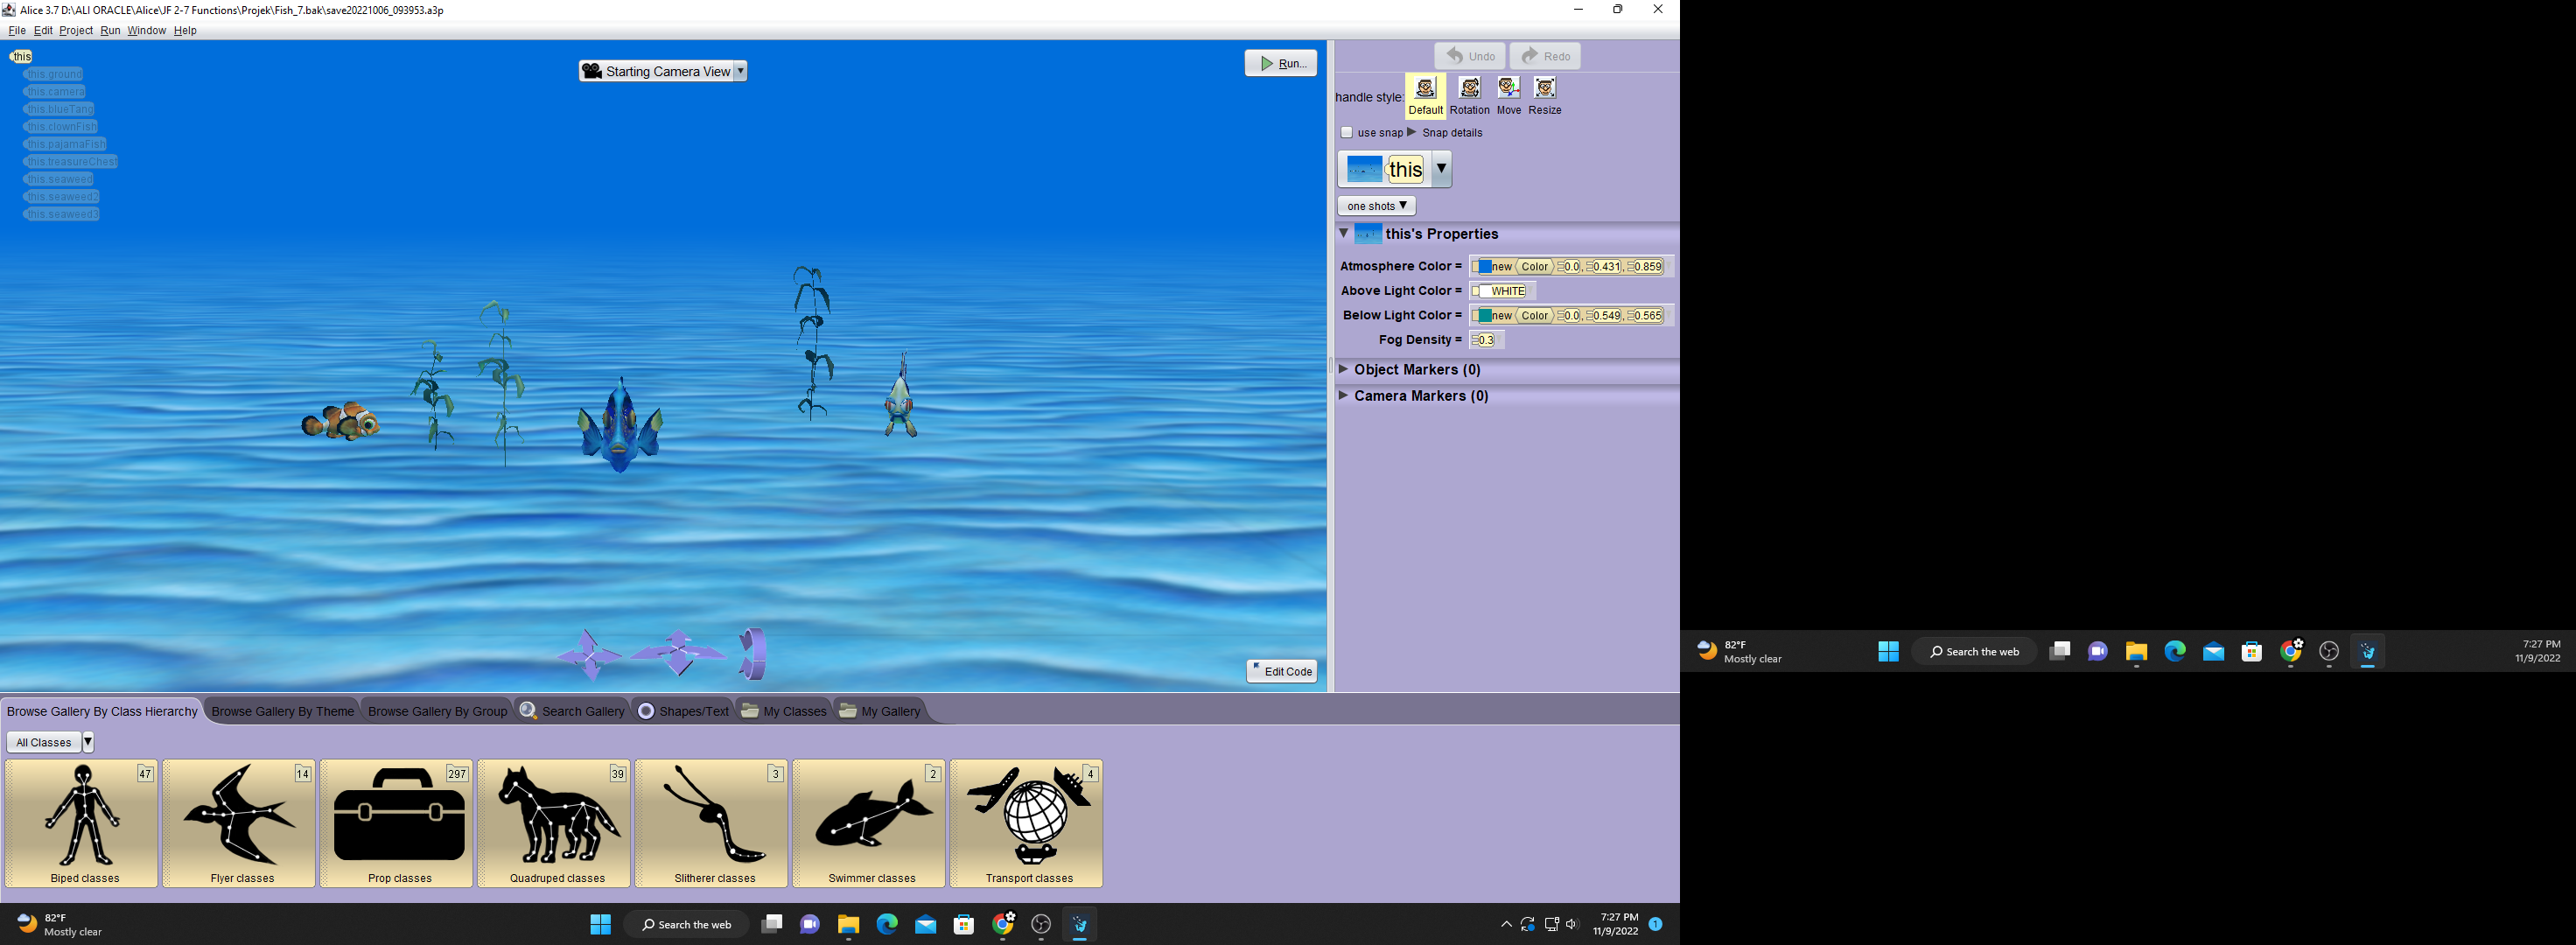 Alice 3.7 D:\ALI ORACLE\Alice\JF 2-7 Functions\Projek\Fish_7.bak\save20221006_093953.a3p
File Edit Project Run Window Help
this
this.ground
this.camera
this.blueTang
this.clownFish
this.pajamaFish
this.treasureChest
this.seaweed
this.seaweed2
this.seaweed3
Starting Camera View
Run...
Edit Code
Undo Redo
handle style: Default Rotation Move Resize
use snap Snap details
this
one shots
this's Properties
Atmosphere Color = new Color 0.0, 0.431, 0.859
Above Light Color = WHITE
Below Light Color = new Color 0.0, 0.549, 0.565
Fog Density = 0.3
Object Markers (0)
Camera Markers (0)
Browse Gallery By Class Hierarchy Browse Gallery By Theme Browse Gallery By Group Search Gallery Shapes/Text My Classes My Gallery
All Classes
47 14 297 39 3 2 4
Biped classes Flyer classes Prop classes Quadruped classes Slitherer classes Swimmer classes Transport classes
82°F
Mostly clear
Search the web
7:27 PM
11/9/2022
1
82°F
Mostly clear
Search the web
7:27 PM
11/9/2022